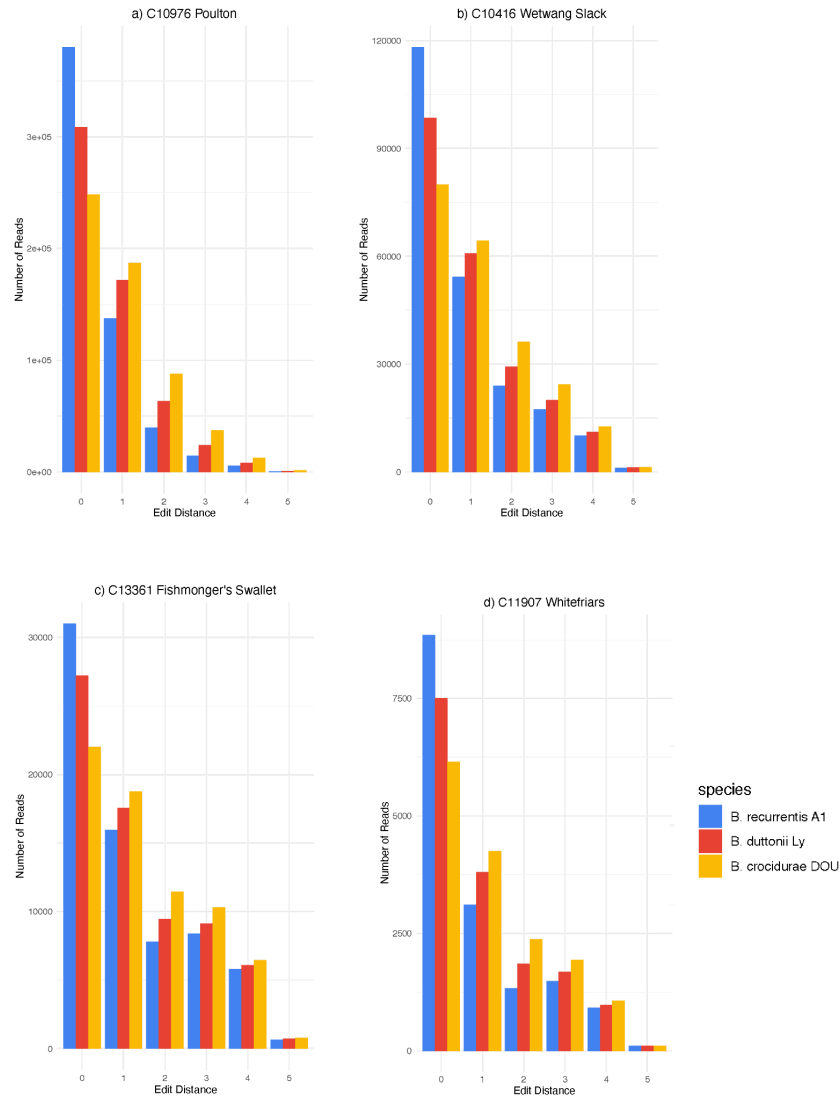 a) C10976 Poulton
3e+05
2e+05
1e+05
0e+00
Number of Reads
0 1 2 3 4 5
Edit Distance
b) C10416 Wetwang Slack
120000
90000
60000
30000
0
Number of Reads
0 1 2 3 4 5
Edit Distance
c) C13361 Fishmonger's Swallet
30000
20000
10000
0
Number of Reads
0 1 2 3 4 5
Edit Distance
d) C11907 Whitefriars
7500
5000
2500
0
Number of Reads
0 1 2 3 4 5
Edit Distance
species
B. recurrentis A1
B. duttonii Ly
B. crocidurae DOU